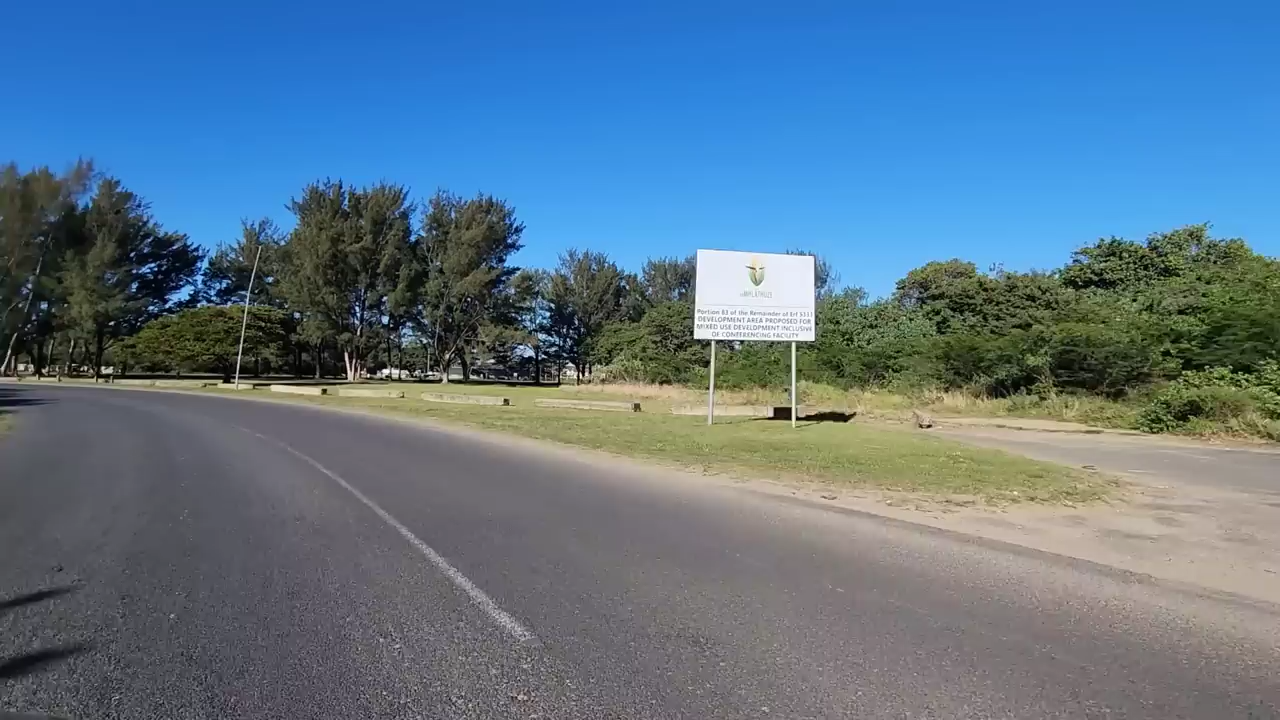 uMHLATHUZE
Portion 83 of the Remainder of Erf 5333
DEVELOPMENT AREA PROPOSED FOR
MIXED USE DEVELOPMENT INCLUSIVE
OF CONFERENCING FACILITY